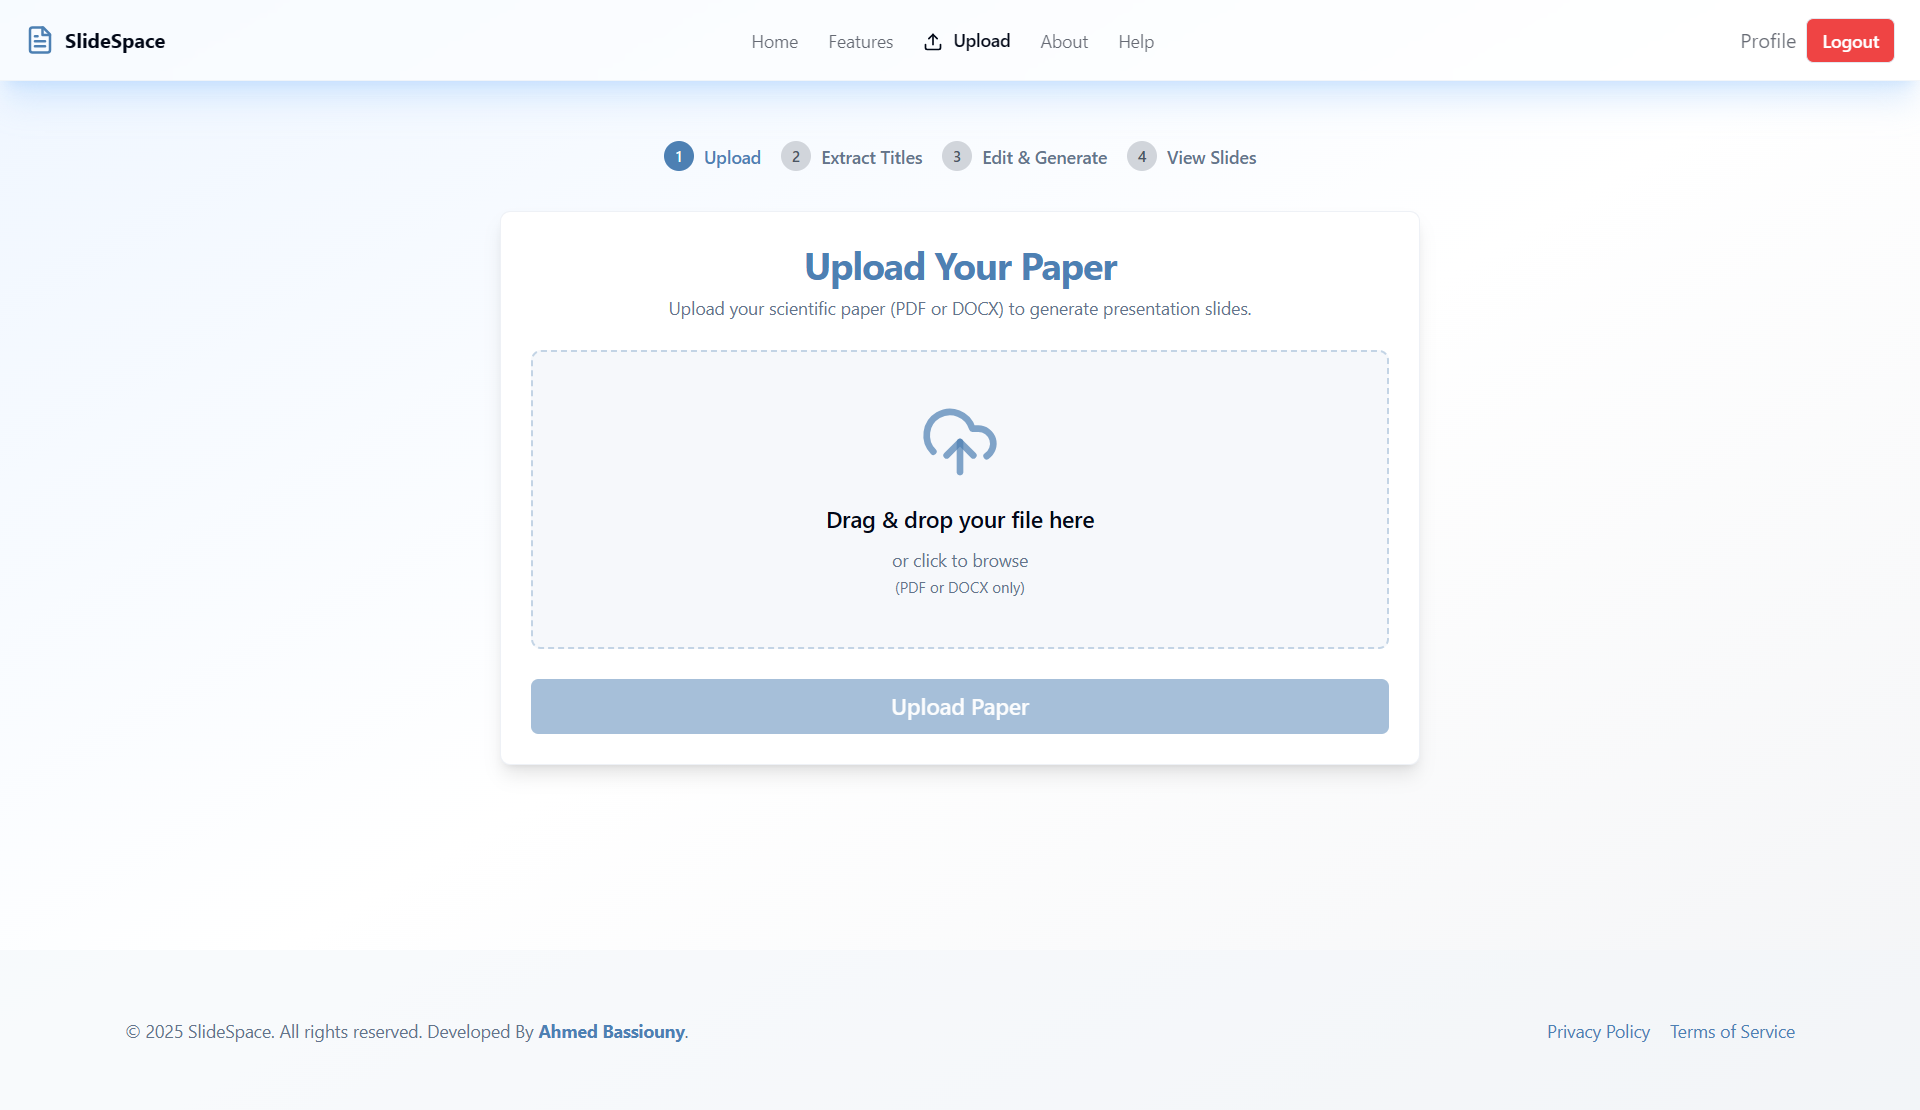 SlideSpace
Home Features Upload About Help
Profile Logout
1 Upload 2 Extract Titles 3 Edit & Generate 4 View Slides
Upload Your Paper
Upload your scientific paper (PDF or DOCX) to generate presentation slides.
Drag & drop your file here
or click to browse
(PDF or DOCX only)
Upload Paper
© 2025 SlideSpace. All rights reserved. Developed By Ahmed Bassiouny.
Privacy Policy Terms of Service